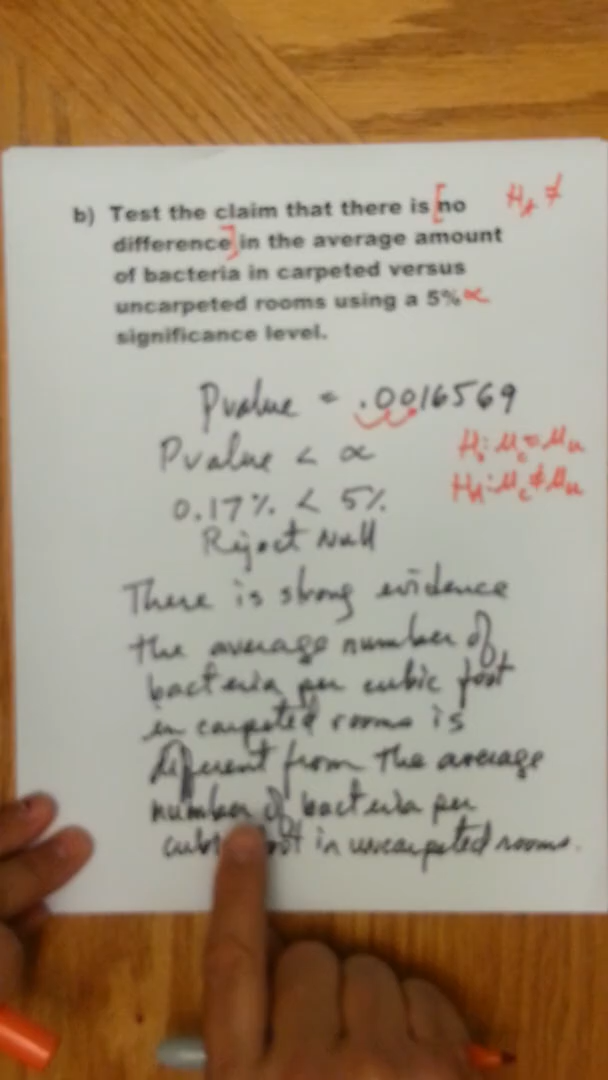 b) Test the claim that there is [no HA ≠
difference] in the average amount
of bacteria in carpeted versus
uncarpeted rooms using a 5% ∝
significance level.
Pvalue = .0016569
Pvalue < ∝ H₀: μc = μu
0.17% < 5% HA: μc ≠ μu
Reject Null
There is strong evidence
the average number of
bacteria per cubic foot
in carpeted rooms is
different from the average
number of bacteria per
in uncarpeted rooms.